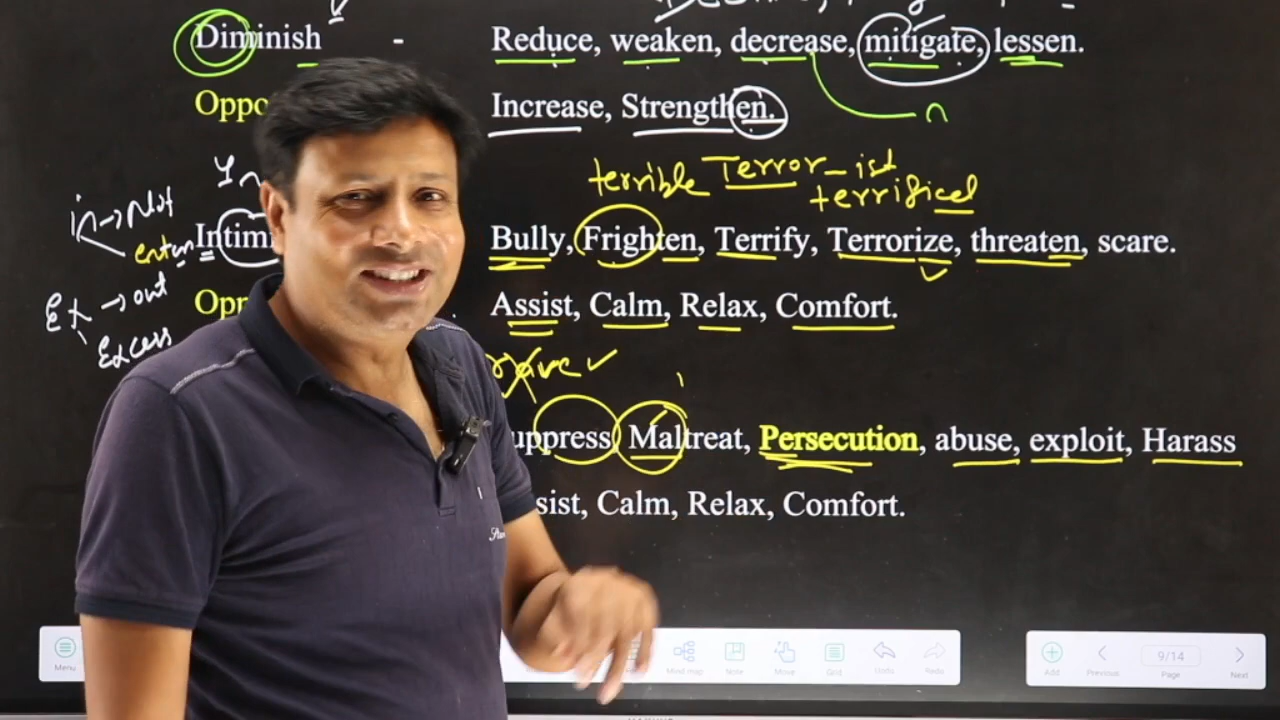 Diminish - Reduce, weaken, decrease, mitigate, lessen.
Oppo Increase, Strengthen.
n
terrible Terror-ist
terrifical
in→Not
enter
Intimi Bully, Frighten, Terrify, Terrorize, threaten, scare.
Ex→out
Excess
Opp Assist, Calm, Relax, Comfort.
uppress Maltreat, Persecution, abuse, exploit, Harass
sist, Calm, Relax, Comfort.
Menu Mind map Note Move Grid Undo Redo Add Previous 9/14 Page Next